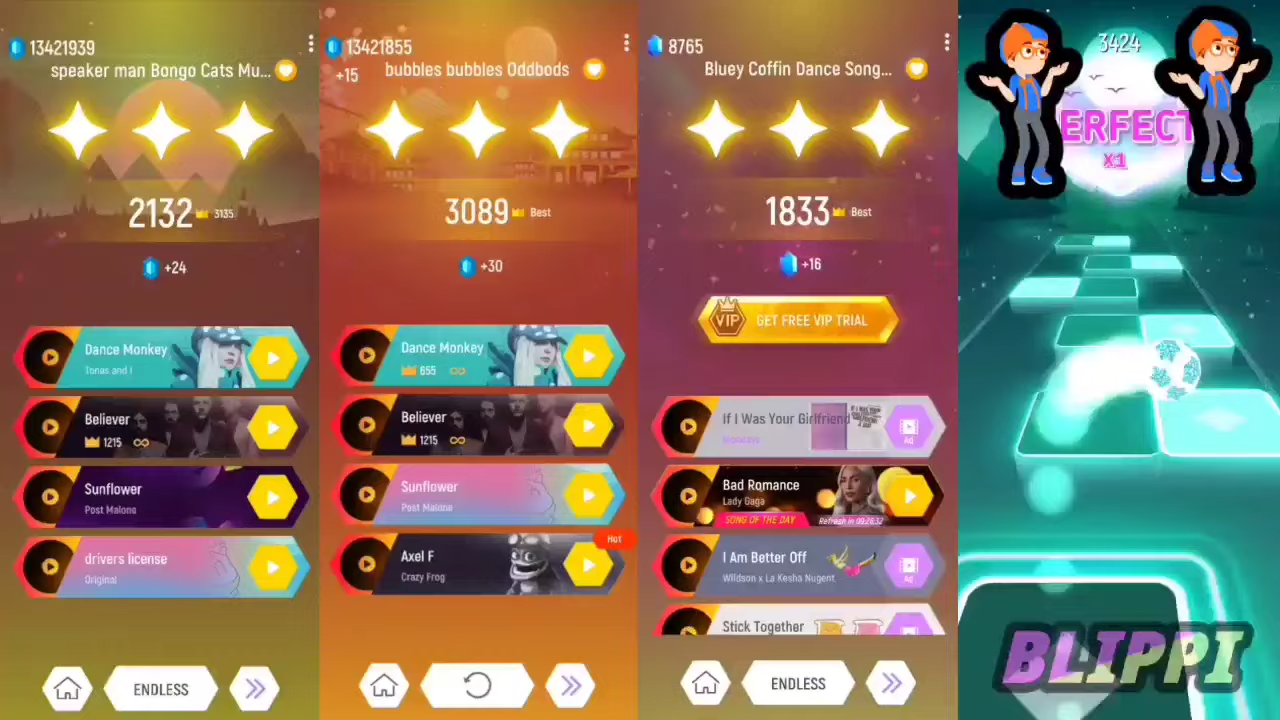 13421939
speaker man Bongo Cats Mu...
2132 3135
+24
Dance Monkey
Tones and I
Believer
1215
Sunflower
Post Malone
drivers license
Original
ENDLESS
13421855
+15
bubbles bubbles Oddbods
3089 Best
+30
Dance Monkey
655
Believer
1215
Sunflower
Post Malone
Hot
Axel F
Crazy Frog
8765
Bluey Coffin Dance Song...
1833 Best
+16
VIP GET FREE VIP TRIAL
If I Was Your Girlfriend
Ad
Bad Romance
Lady Gaga
SONG OF THE DAY
I Am Better Off
Wildson x La Kesha Nugent
Ad
Stick Together
ENDLESS
3424
ERFECT
X1
BLIPPI